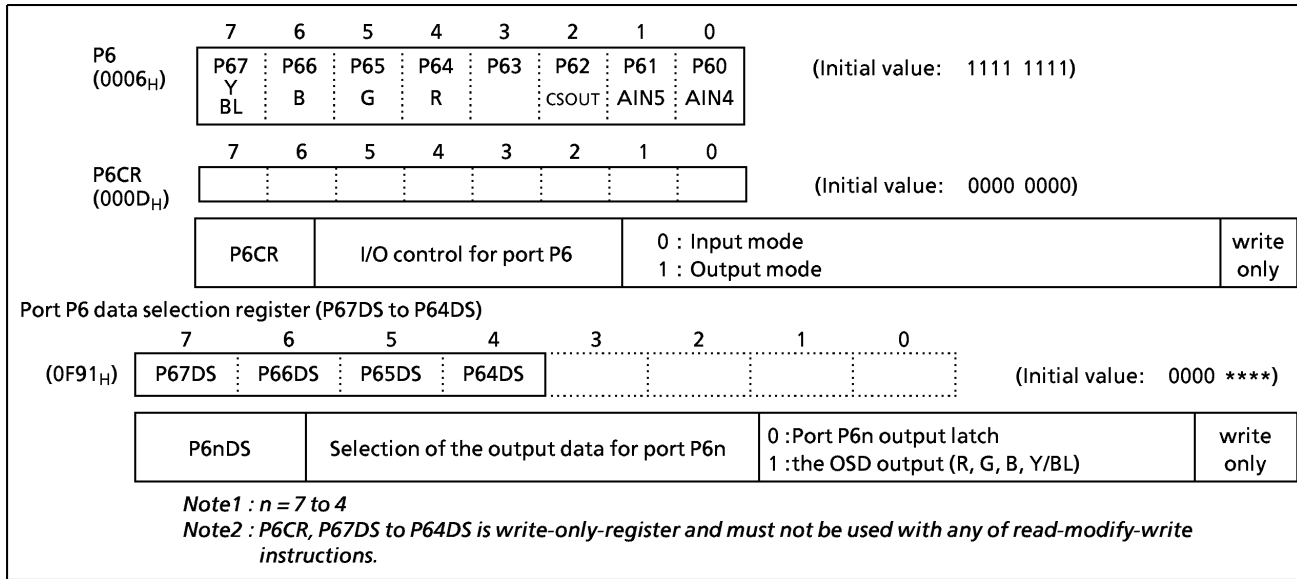 7 6 5 4 3 2 1 0
P6
(0006H)
P67 P66 P65 P64 P63 P62 P61 P60
Y
BL B G R CSOUT AIN5 AIN4
(Initial value: 1111 1111)
7 6 5 4 3 2 1 0
P6CR
(000DH)
(Initial value: 0000 0000)
P6CR
I/O control for port P6
0 : Input mode
1 : Output mode
write
only
Port P6 data selection register (P67DS to P64DS)
7 6 5 4 3 2 1 0
(0F91H) P67DS P66DS P65DS P64DS (Initial value: 0000 ****)
P6nDS
Selection of the output data for port P6n
0 :Port P6n output latch
1 :the OSD output (R, G, B, Y/BL)
write
only
Note1 : n = 7 to 4
Note2 : P6CR, P67DS to P64DS is write-only-register and must not be used with any of read-modify-write
instructions.